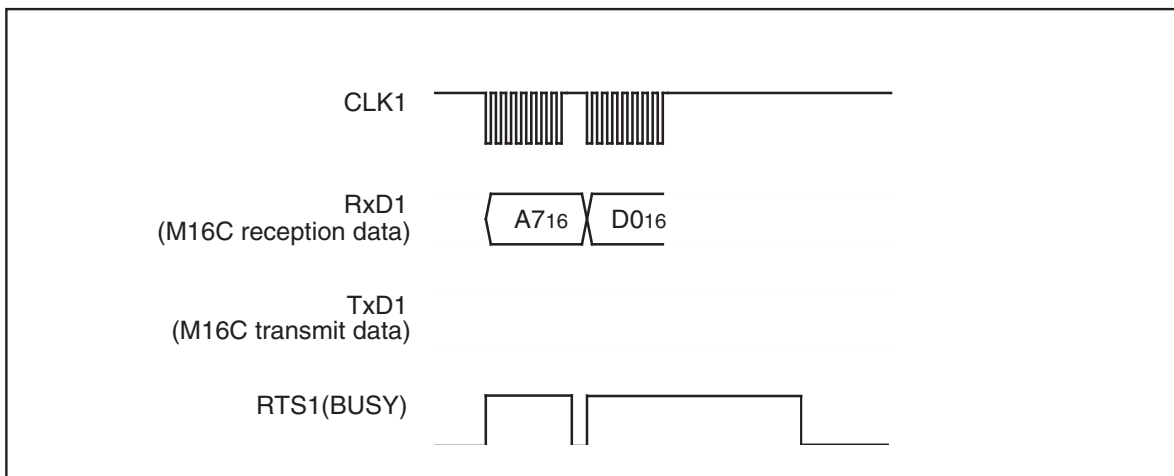 CLK1
RxD1
(M16C reception data)
A716
D016
TxD1
(M16C transmit data)
RTS1(BUSY)